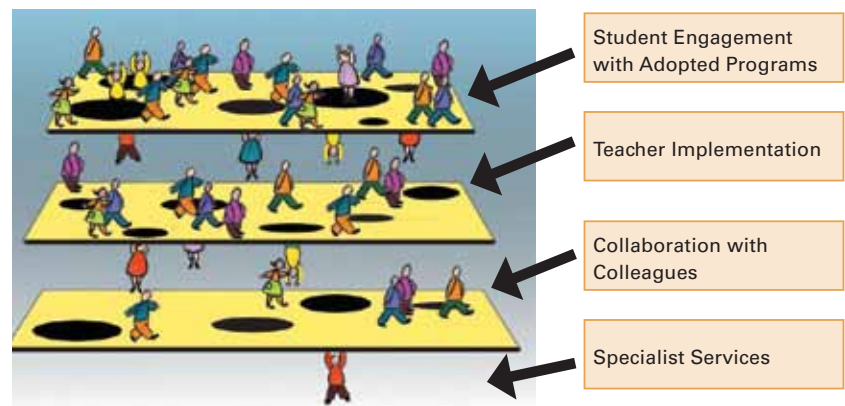 Student Engagement
with Adopted Programs
Teacher Implementation
Collaboration with
Colleagues
Specialist Services